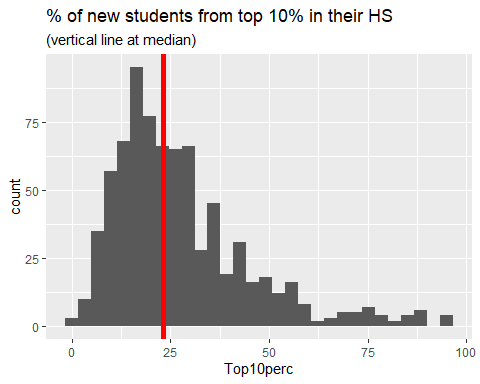 % of new students from top 10% in their HS
(vertical line at median)
75
50
25
0
count
0 25 50 75 100
Top10perc